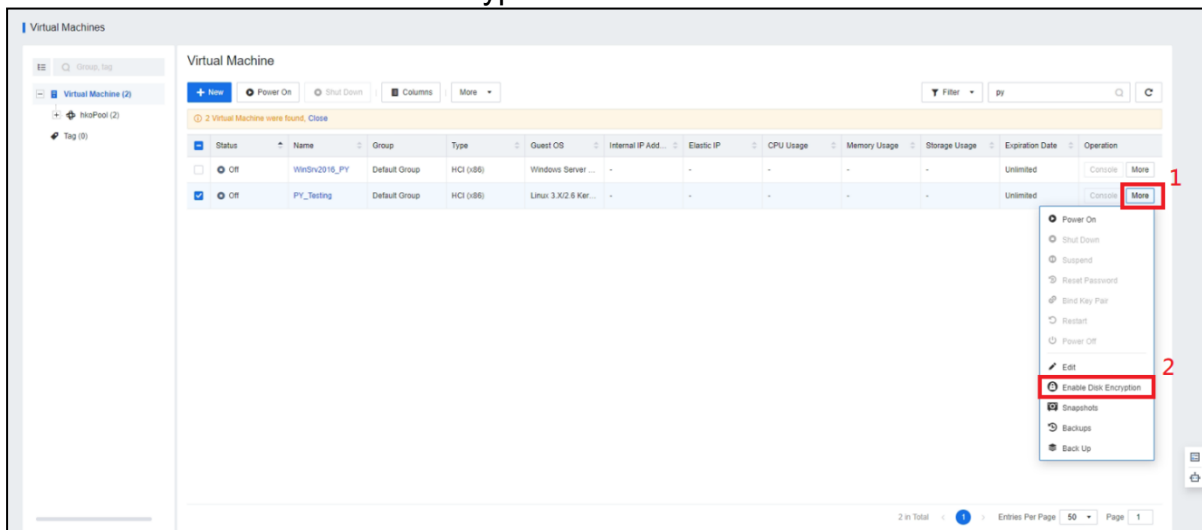 Virtual Machines
Group, tag
Virtual Machine (2)
hkoPool (2)
Tag (0)
Virtual Machine
New Power On Shut Down Columns More Filter py
2 Virtual Machine were found, Close
Status Name Group Type Guest OS Internal IP Add... Elastic IP CPU Usage Memory Usage Storage Usage Expiration Date Operation
Off WinSrv2016_PY Default Group HCI (x86) Windows Server ... - - - - - Unlimited Console More
1
Off PY_Testing Default Group HCI (x86) Linux 3.X/2.6 Ker... - - - - - Unlimited Console More
Power On
Shut Down
Suspend
Reset Password
Bind Key Pair
Restart
Power Off
Edit
2
Enable Disk Encryption
Snapshots
Backups
Back Up
2 in Total 1 Entries Per Page 50 Page 1